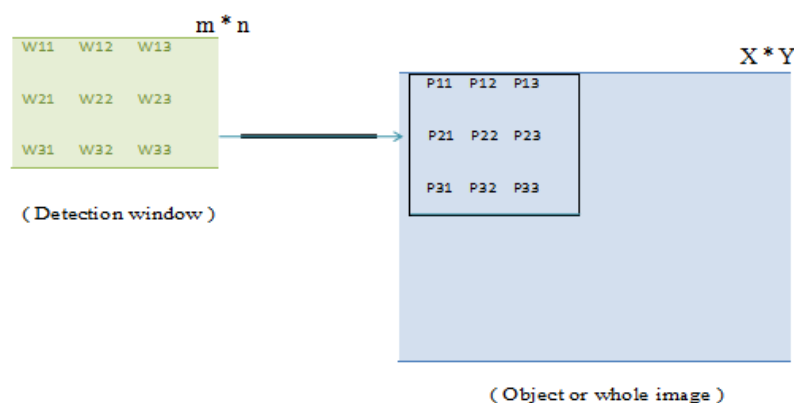 m * n
W11 W12 W13
W21 W22 W23
W31 W32 W33
( Detection window )
X * Y
P11 P12 P13
P21 P22 P23
P31 P32 P33
( Object or whole image )